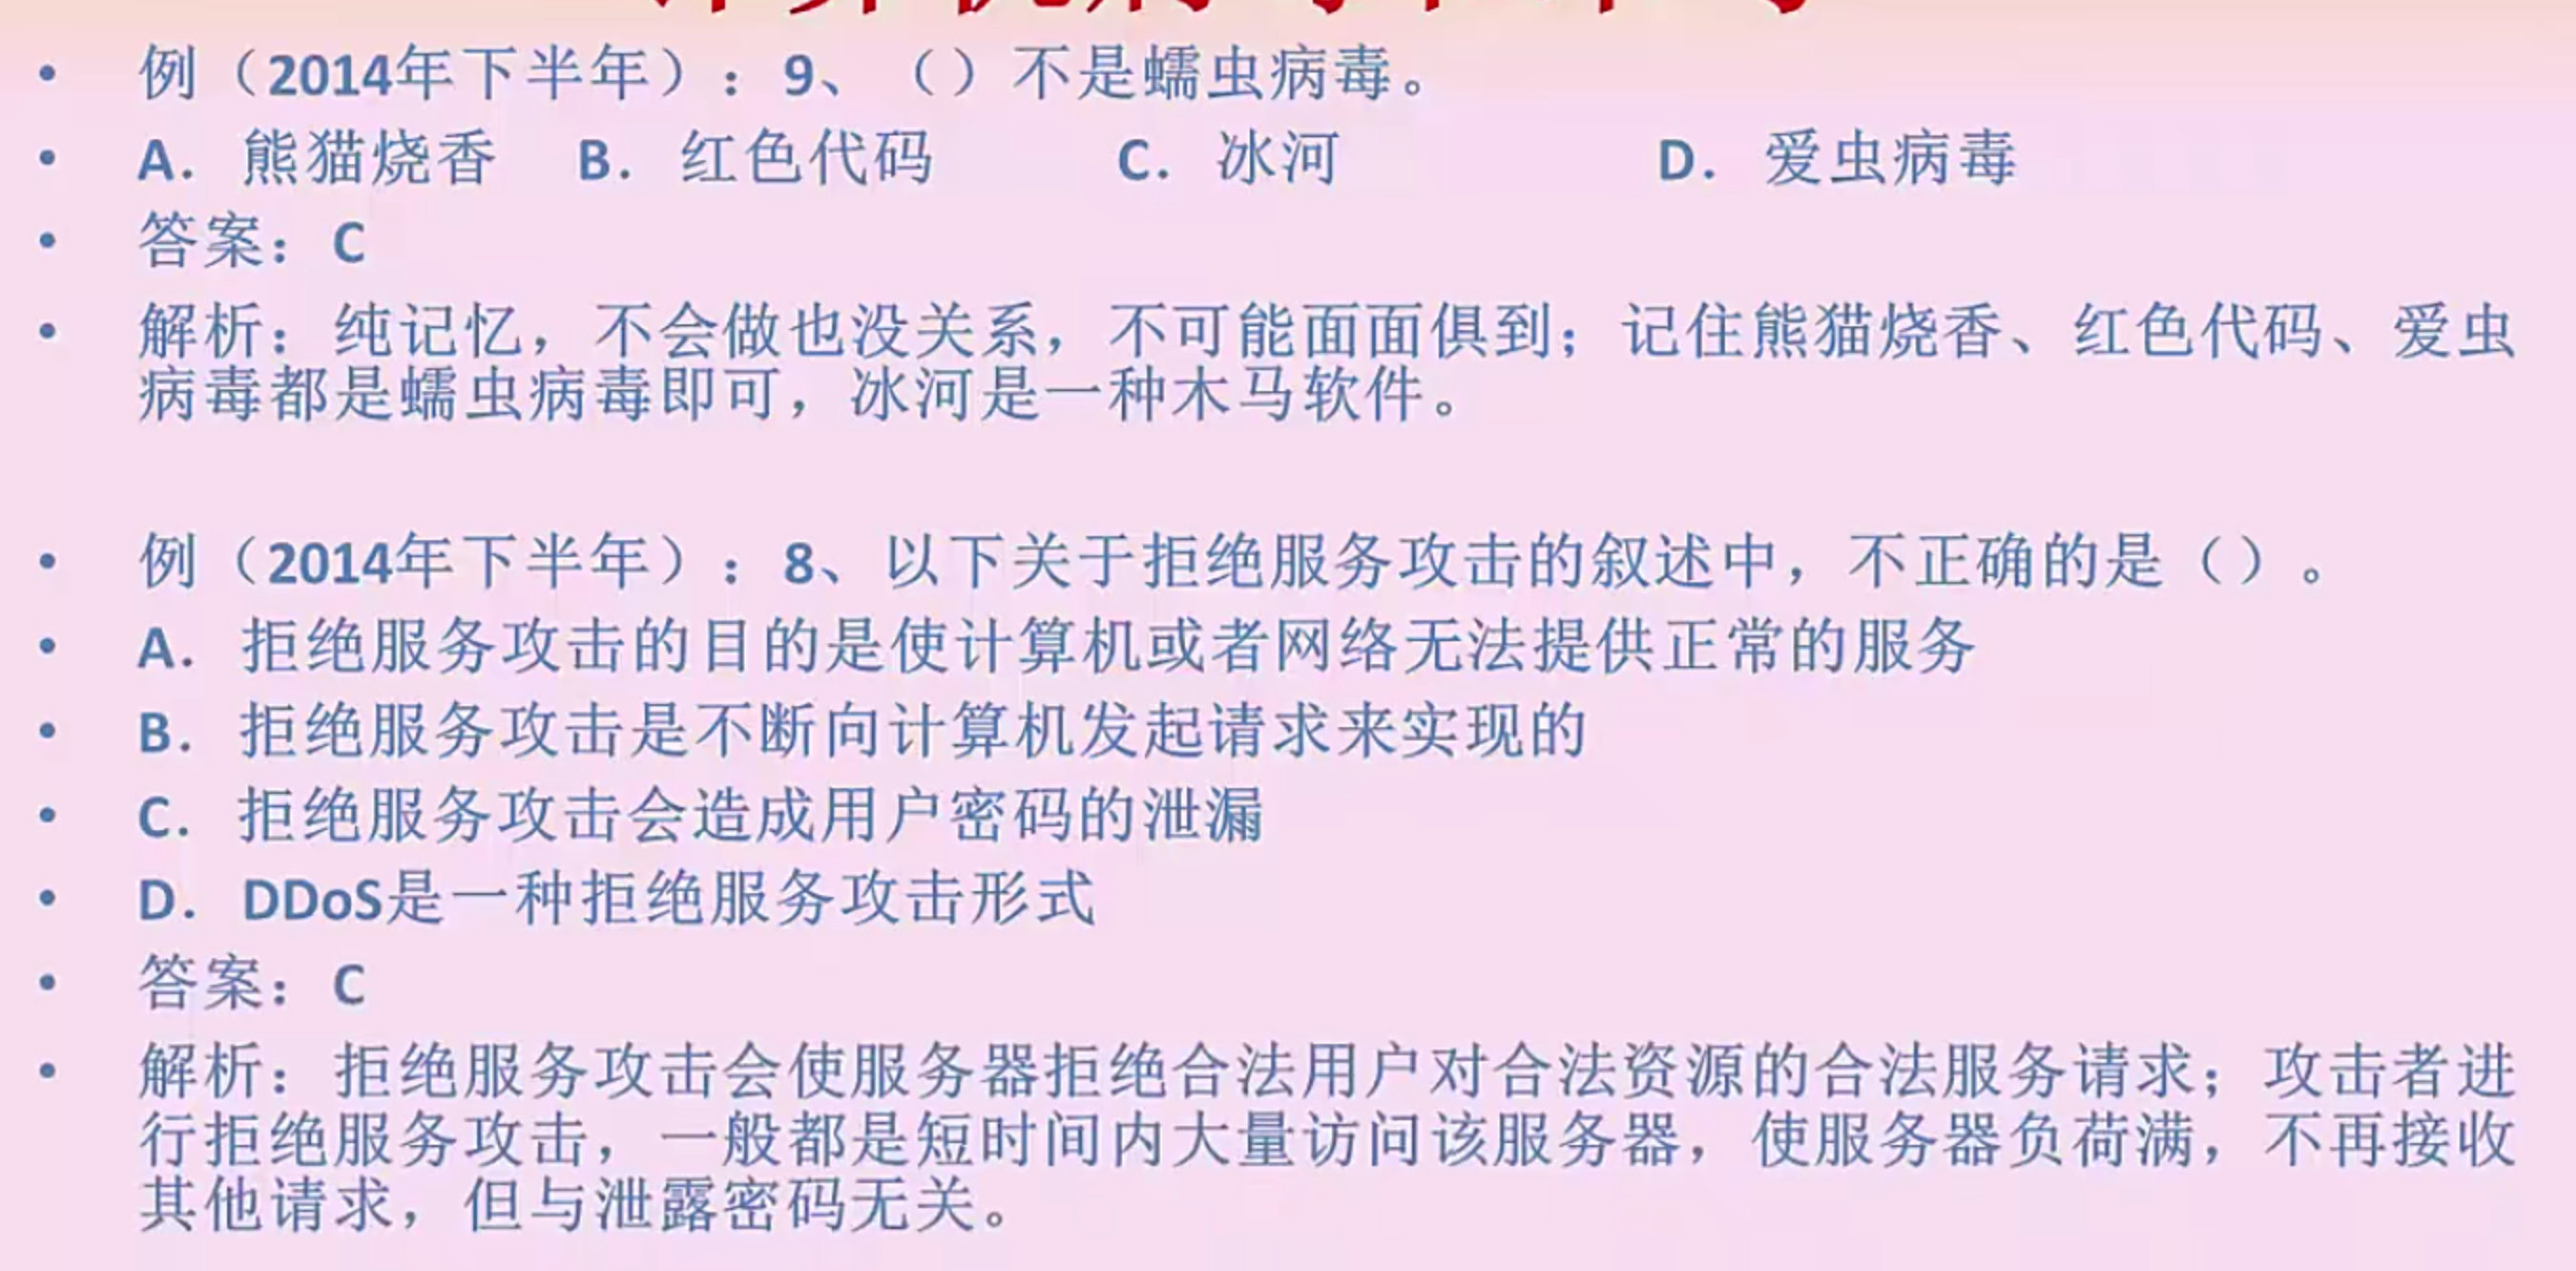 • 例（2014年下半年）：9、（）不是蠕虫病毒。
• A. 熊猫烧香 B. 红色代码 C. 冰河 D. 爱虫病毒
• 答案：C
• 解析：纯记忆，不会做也没关系，不可能面面俱到；记住熊猫烧香、红色代码、爱虫
病毒都是蠕虫病毒即可，冰河是一种木马软件。
• 例（2014年下半年）：8、以下关于拒绝服务攻击的叙述中，不正确的是（）。
• A. 拒绝服务攻击的目的是使计算机或者网络无法提供正常的服务
• B. 拒绝服务攻击是不断向计算机发起请求来实现的
• C. 拒绝服务攻击会造成用户密码的泄漏
• D. DDoS是一种拒绝服务攻击形式
• 答案：C
• 解析：拒绝服务攻击会使服务器拒绝合法用户对合法资源的合法服务请求；攻击者进
行拒绝服务攻击，一般都是短时间内大量访问该服务器，使服务器负荷满，不再接收
其他请求，但与泄露密码无关。